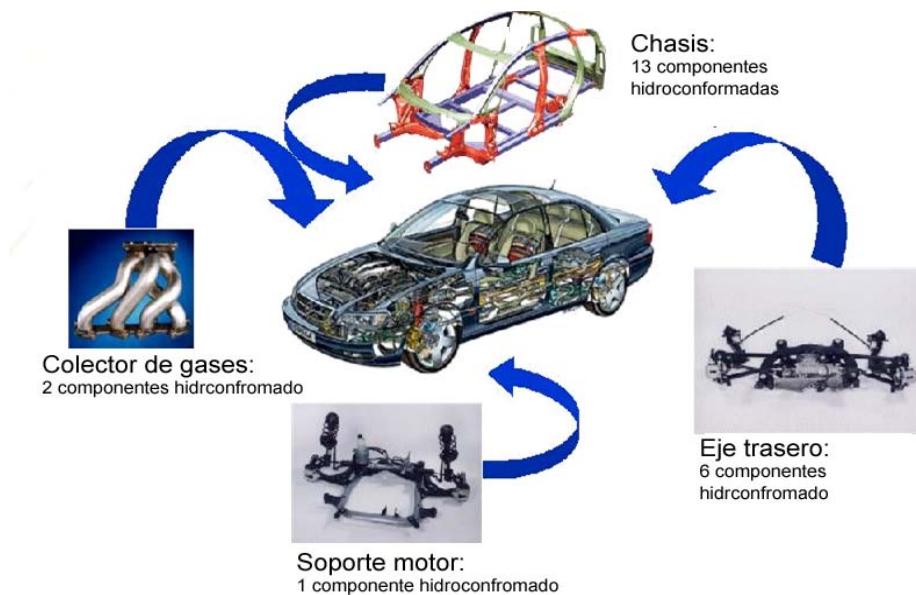 Chasis:
13 componentes
hidroconformadas
Colector de gases:
2 componentes hidrconfromado
Eje trasero:
6 componentes
hidrconfromado
Soporte motor:
1 componente hidroconfromado